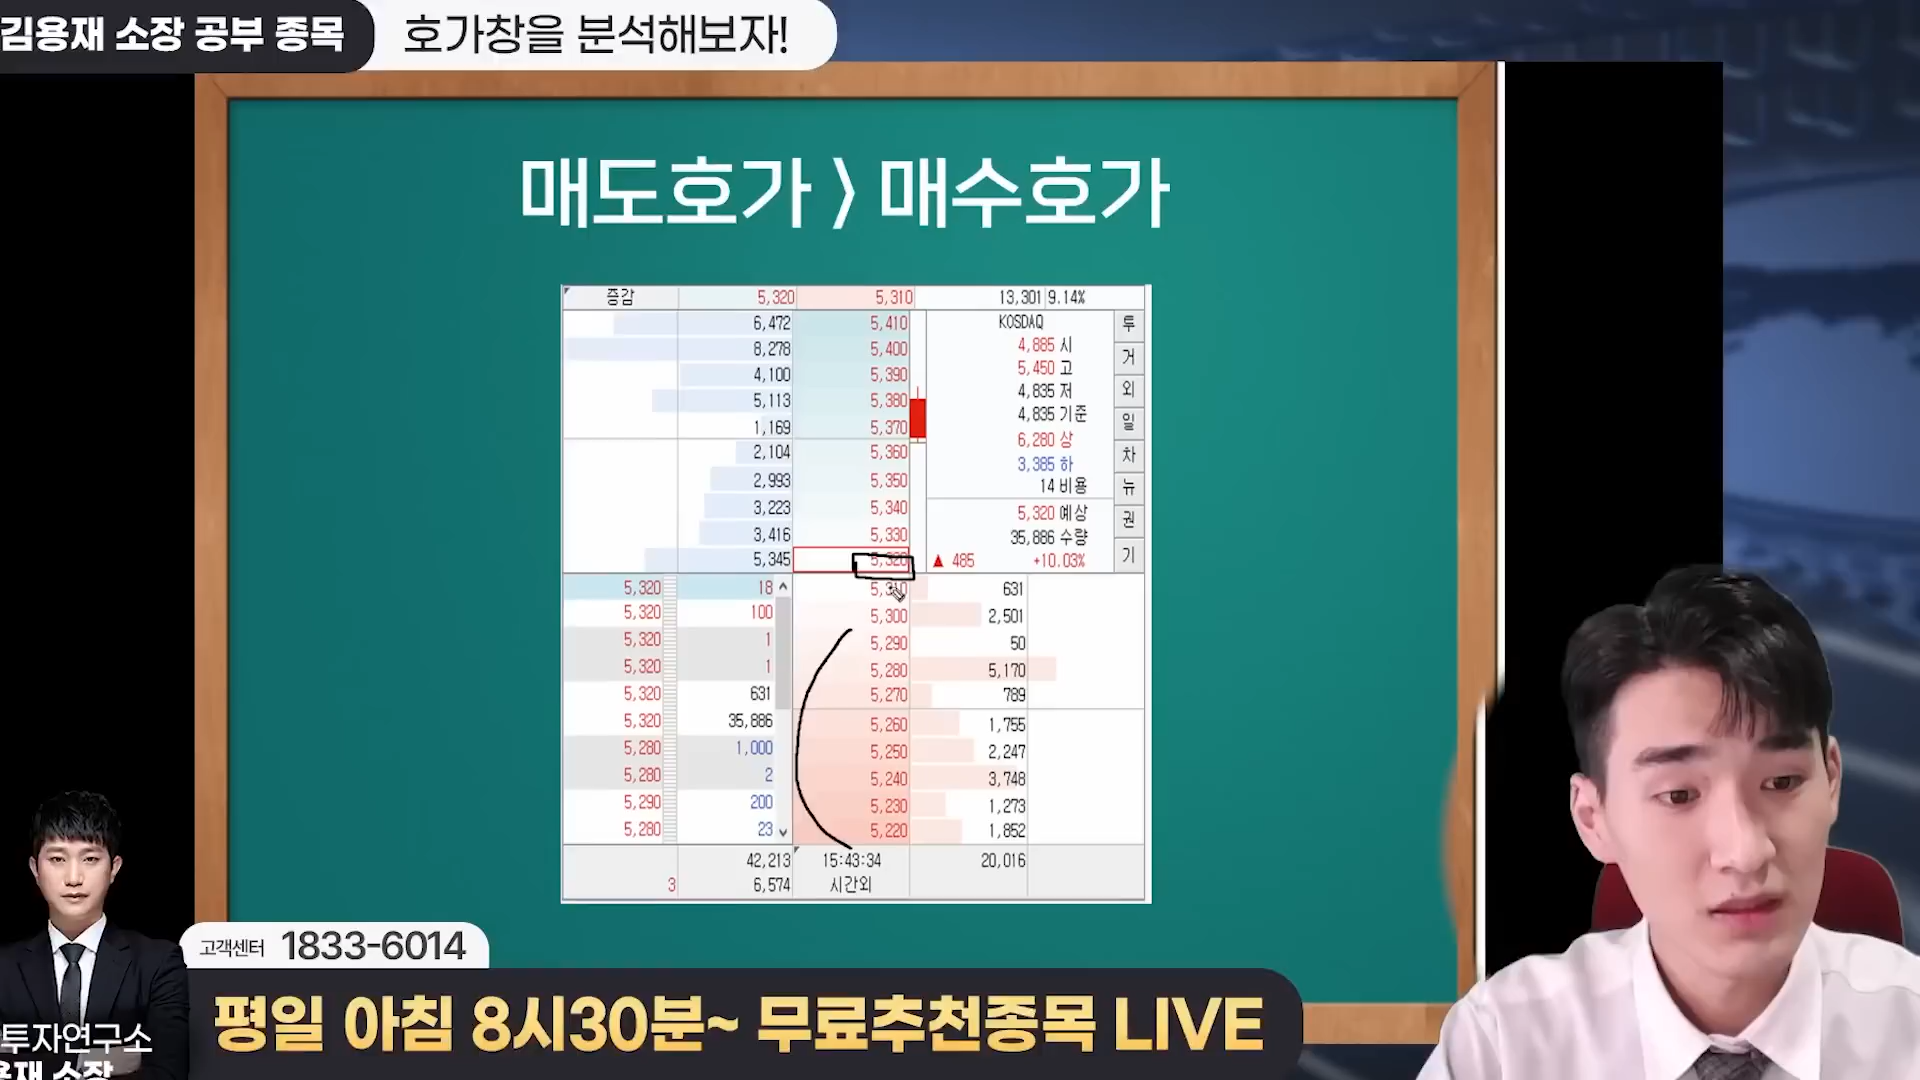 김용재 소장 공부 종목
호가창을 분석해보자!
매도호가 > 매수호가
증감 5,320 5,310 13,301 9.14%
6,472 5,410 KOSDAQ 투
8,278 5,400 4,885 시 거
4,100 5,390 5,450 고 외
5,113 5,380 4,835 저 일
1,169 5,370 4,835 기준 차
2,104 5,360 6,280 상 뉴
2,993 5,350 3,385 하 권
14 비용 기
3,223 5,340 5,320 예상
3,416 5,330 35,886 수량
5,345 5,320 ▲ 485 +10.03%
5,320 18 5,310 631
5,320 100 5,300 2,501
5,320 1 5,290 50
5,320 1 5,280 5,170
5,320 631 5,270 789
5,320 35,886 5,260 1,755
5,280 1,000 5,250 2,247
5,280 2 5,240 3,748
5,290 200 5,230 1,273
5,280 23 5,220 1,852
42,213 15:43:34 20,016
3 6,574 시간외
고객센터 1833-6014
평일 아침 8시30분~ 무료추천종목 LIVE
투자연구소
용재 소장